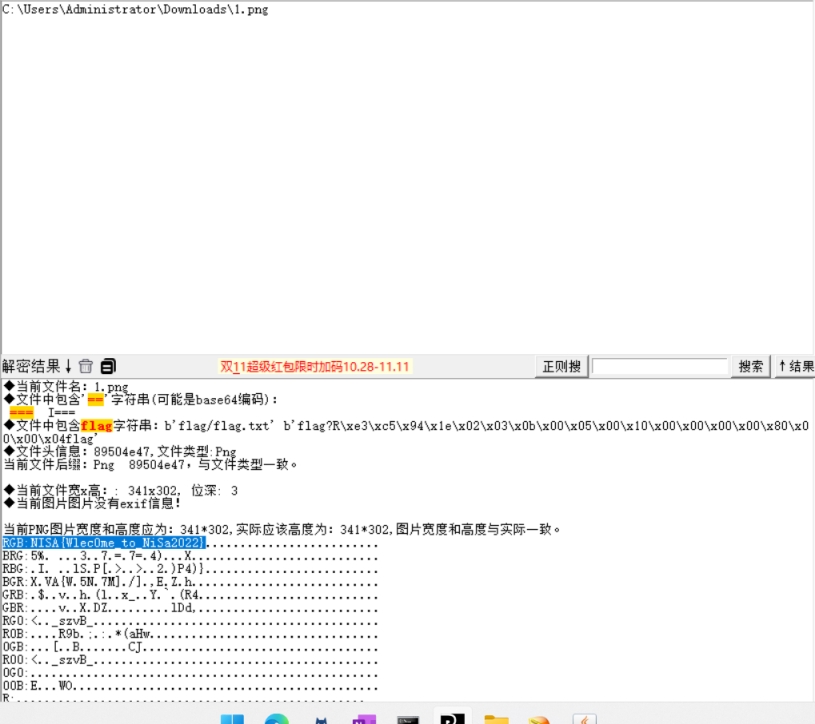 C:\Users\Administrator\Downloads\1.png
解密结果↓ 双11超级红包限时加码10.28-11.11 正则搜 搜索 ↑结果
◆当前文件名: 1.png
◆文件中包含'=='字符串(可能是base64编码):
=== I===
◆文件中包含flag字符串: b'flag/flag.txt' b'flag?R\xe3\xc5\x94\x1e\x02\x03\x0b\x00\x05\x00\x10\x00\x00\x00\x00\x80\x0
0\x00\x04flag'
◆文件头信息: 89504e47,文件类型:Png
当前文件后缀: Png 89504e47, 与文件类型一致。
◆当前文件宽x高: : 341x302, 位深: 3
◆当前图片图片没有exif信息!
当前PNG图片宽度和高度应为: 341*302,实际应该高度为: 341*302,图片宽度和高度与实际一致。
RGB:NISA{Wlec0me_to_NiSa2022}...........................
BRG:5%. ...3..7.=.7=.4)...X............................
RBG:.I. ..lS.P[.>..>..2.)P4)}...........................
BGR:X.VA{W.5N.7M]./].,E.Z.h............................
GRB:.$..v..h.(l..x_..Y.`.(R4...........................
GBR:....v..X.DZ.........lDd,...........................
RG0:<.._szvB_...........................................
R0B:....R9b.;.:.*(aHw...................................
0GB:...[..B.......CJ...................................
R00:<.._szvB_...........................................
0G0:....................................................
00B:E...WO..............................................
R:......................................................